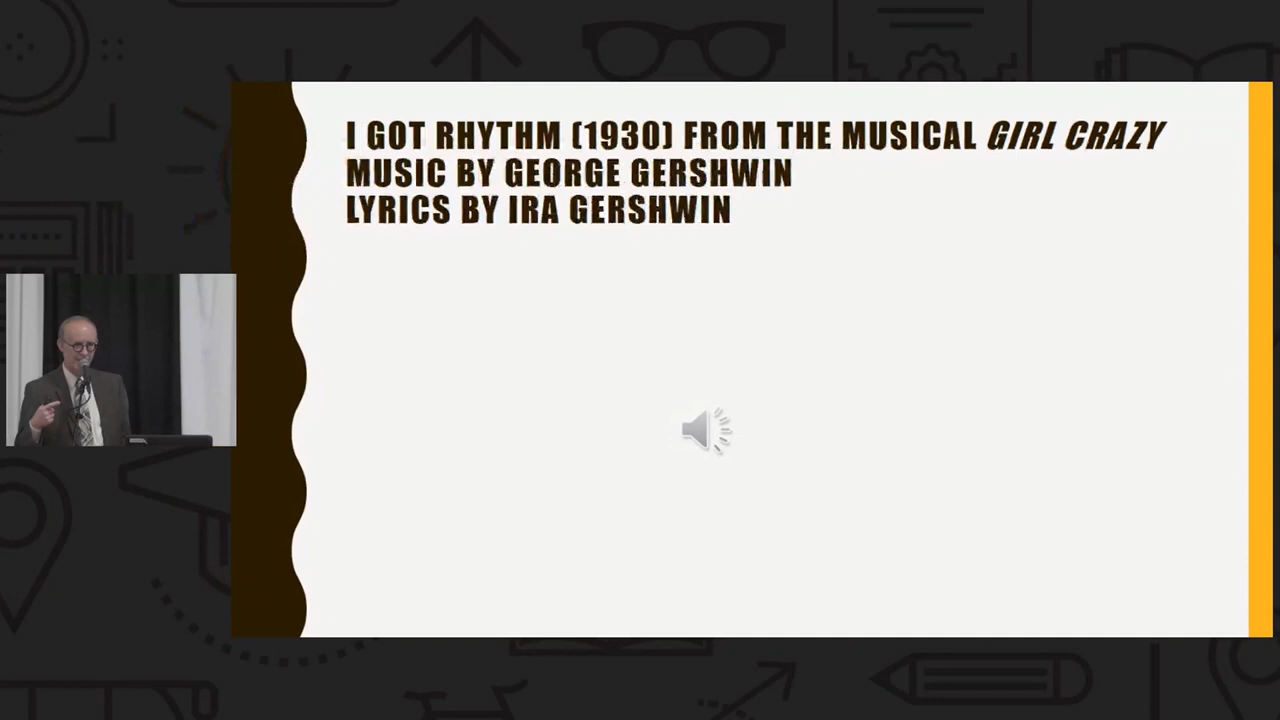 I GOT RHYTHM (1930) FROM THE MUSICAL GIRL CRAZY
MUSIC BY GEORGE GERSHWIN
LYRICS BY IRA GERSHWIN